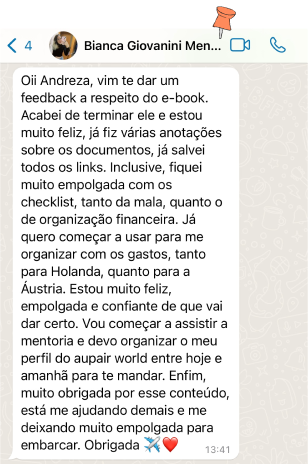 4
Bianca Giovanini Men...
Oii Andreza, vim te dar um
feedback a respeito do e-book.
Acabei de terminar ele e estou
muito feliz, já fiz várias anotações
sobre os documentos, já salvei
todos os links. Inclusive, fiquei
muito empolgada com os
checklist, tanto da mala, quanto o
de organização financeira. Já
quero começar a usar para me
organizar com os gastos, tanto
para Holanda, quanto para a
Áustria. Estou muito feliz,
empolgada e confiante de que vai
dar certo. Vou começar a assistir a
mentoria e devo organizar o meu
perfil do aupair world entre hoje e
amanhã para te mandar. Enfim,
muito obrigada por esse conteúdo,
está me ajudando demais e me
deixando muito empolgada para
embarcar. Obrigada ✈️❤️
13:41